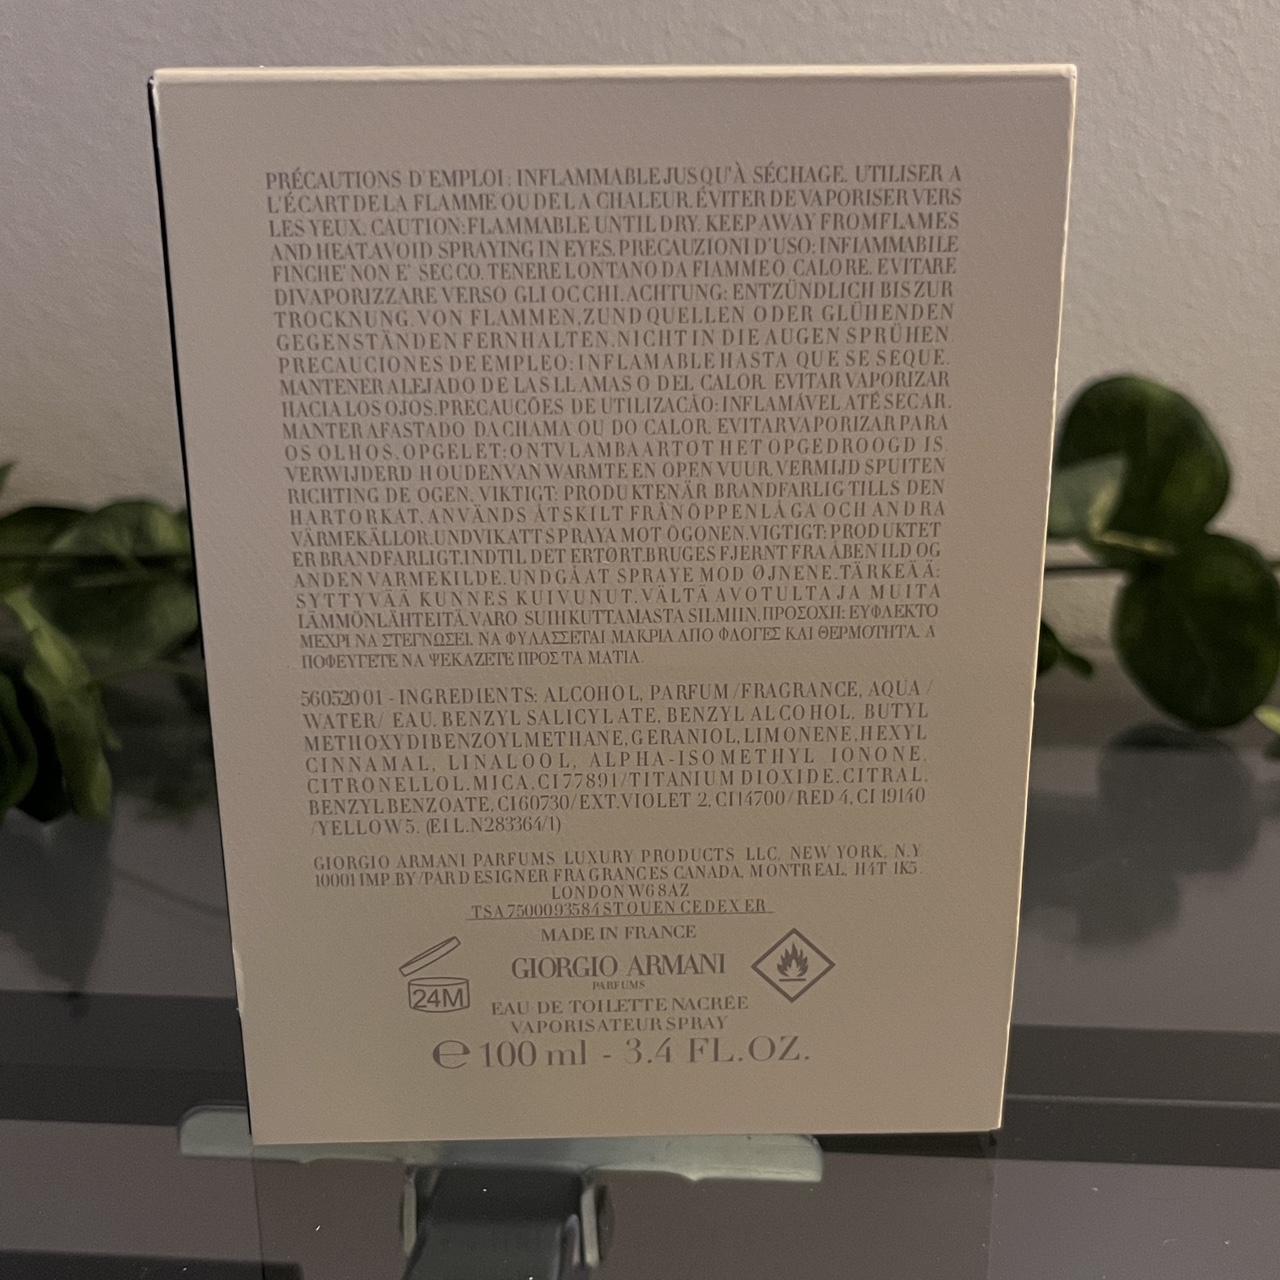 PRÉCAUTIONS D'EMPLOI: INFLAMMABLE JUSQU'À SÉCHAGE. UTILISER A
L'ÉCART DE LA FLAMME OU DE LA CHALEUR. ÉVITER DE VAPORISER VERS
LES YEUX. CAUTION: FLAMMABLE UNTIL DRY. KEEP AWAY FROM FLAMES
AND HEAT. AVOID SPRAYING IN EYES. PRECAUZIONI D'USO: INFIAMMABILE
FINCHE' NON E' SECCO. TENERE LONTANO DA FIAMME O CALORE. EVITARE
DI VAPORIZZARE VERSO GLI OCCHI. ACHTUNG: ENTZÜNDLICH BIS ZUR
TROCKNUNG. VON FLAMMEN, ZUNDQUELLEN ODER GLÜHENDEN
GEGENSTÄNDEN FERNHALTEN. NICHT IN DIE AUGEN SPRÜHEN.
PRECAUCIONES DE EMPLEO: INFLAMABLE HASTA QUE SE SEQUE.
MANTENER ALEJADO DE LAS LLAMAS O DEL CALOR. EVITAR VAPORIZAR
HACIA LOS OJOS. PRECAUCÕES DE UTILIZACÃO: INFLAMÁVEL ATÉ SECAR.
MANTER AFASTADO DA CHAMA OU DO CALOR. EVITAR VAPORIZAR PARA
OS OLHOS. OPGELET: ONTVLAMBAAR TOT HET OPGEDROOGD IS.
VERWIJDERD HOUDEN VAN WARMTE EN OPEN VUUR. VERMIJD SPUITEN
RICHTING DE OGEN. VIKTIGT: PRODUKTEN ÄR BRANDFARLIG TILLS DEN
HAR TORKAT. ANVÄNDS ÅTSKILT FRÅN ÖPPEN LÅGA OCH ANDRA
VÄRMEKÄLLOR. UNDVIK ATT SPRAYA MOT ÖGONEN. VIGTIGT: PRODUKTET
ER BRANDFARLIGT. INDTIL DET ER TØRT. BRUGES FJERNT FRA ÅBEN ILD OG
ANDEN VARMEKILDE. UNDGÅ AT SPRAYE MOD ØJNENE. TÄRKEÄÄ:
SYTTYVÄÄ KUNNES KUIVUNUT. VÄLTÄ AVOTULTA JA MUITA
LÄMMÖNLÄHTEITÄ. VARO SUIHKUTTAMASTA SILMIIN. ΠΡΟΣΟΧΗ: ΕΥΦΛΕΚΤΟ
ΜΕΧΡΙ ΝΑ ΣΤΕΓΝΩΣΕΙ. ΝΑ ΦΥΛΑΣΣΕΤΑΙ ΜΑΚΡΙΑ ΑΠΟ ΦΛΟΓΕΣ ΚΑΙ ΘΕΡΜΟΤΗΤΑ. Α
ΠΟΦΕΥΓΕΤΕ ΝΑ ΨΕΚΑΖΕΤΕ ΠΡΟΣ ΤΑ ΜΑΤΙΑ.
560520 01 - INGREDIENTS: ALCOHOL, PARFUM / FRAGRANCE, AQUA /
WATER / EAU, BENZYL SALICYLATE, BENZYL ALCOHOL, BUTYL
METHOXYDIBENZOYLMETHANE, GERANIOL, LIMONENE, HEXYL
CINNAMAL, LINALOOL, ALPHA-ISOMETHYL IONONE,
CITRONELLOL. MICA, CI 77891 / TITANIUM DIOXIDE. CITRAL.
BENZYL BENZOATE, CI 60730 / EXT. VIOLET 2, CI 14700 / RED 4, CI 19140
/ YELLOW 5. (F.I.L. N283364/1)
GIORGIO ARMANI PARFUMS LUXURY PRODUCTS LLC, NEW YORK, N.Y
10001 IMP. BY / PAR DESIGNER FRAGRANCES CANADA, MONTREAL, H4T 1K5.
LONDON W6 8AZ
TSA 75000 93584 ST OUEN CEDEX FR
MADE IN FRANCE
GIORGIO ARMANI
PARFUMS
24M
EAU DE TOILETTE NACRÉE
VAPORISATEUR SPRAY
℮ 100 ml - 3.4 FL.OZ.